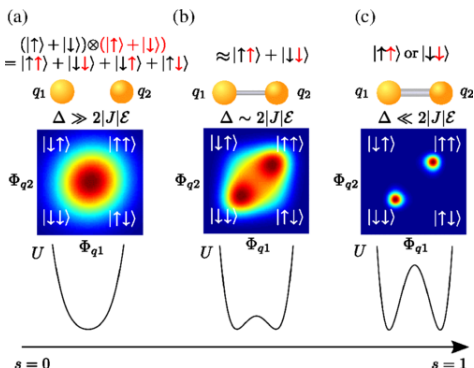 (a) (b) (c)
(|↑⟩ + |↓⟩)⊗(|↑⟩ + |↓⟩)
= |↑↑⟩ + |↓↓⟩ + |↓↑⟩ + |↑↓⟩
≈|↑↑⟩ + |↓↓⟩
|↑↑⟩ or |↓↓⟩
q1 q2 q1 q2 q1 q2
Δ ≫ 2|J|ℰ Δ ∼ 2|J|ℰ Δ ≪ 2|J|ℰ
|↓↑⟩ |↑↑⟩ |↓↑⟩ |↑↑⟩ |↓↑⟩ |↑↑⟩
Φq2 Φq2 Φq2
|↓↓⟩ |↑↓⟩ |↓↓⟩ |↑↓⟩ |↓↓⟩ |↑↓⟩
U Φq1 U Φq1 U Φq1
s = 0 s = 1